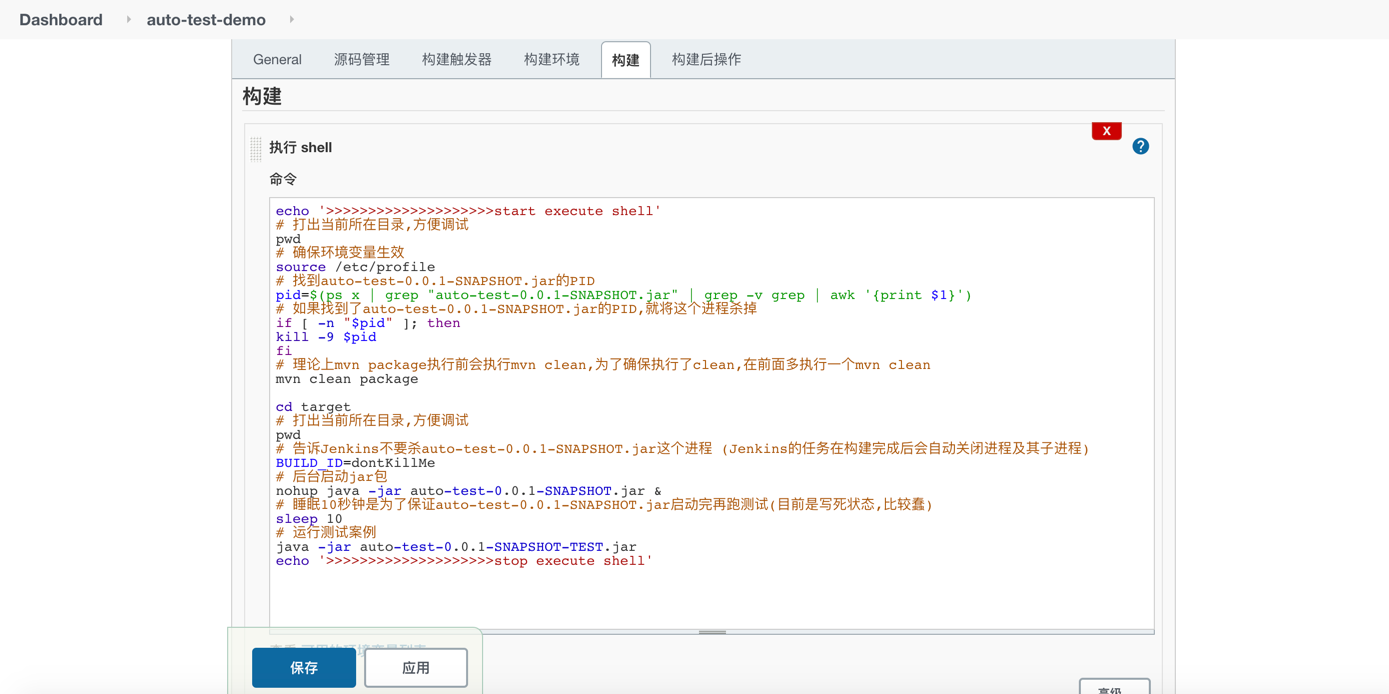 Dashboard auto-test-demo
General 源码管理 构建触发器 构建环境 构建 构建后操作
构建
X
执行 shell
?
命令
echo '>>>>>>>>>>>>>>>>>>>>start execute shell'
# 打出当前所在目录,方便调试
pwd
# 确保环境变量生效
source /etc/profile
# 找到auto-test-0.0.1-SNAPSHOT.jar的PID
pid=$(ps x | grep "auto-test-0.0.1-SNAPSHOT.jar" | grep -v grep | awk '{print $1}')
# 如果找到了auto-test-0.0.1-SNAPSHOT.jar的PID,就将这个进程杀掉
if [ -n "$pid" ]; then
kill -9 $pid
fi
# 理论上mvn package执行前会执行mvn clean,为了确保执行了clean,在前面多执行一个mvn clean
mvn clean package
cd target
# 打出当前所在目录,方便调试
pwd
# 告诉Jenkins不要杀auto-test-0.0.1-SNAPSHOT.jar这个进程 (Jenkins的任务在构建完成后会自动关闭进程及其子进程)
BUILD_ID=dontKillMe
# 后台启动jar包
nohup java -jar auto-test-0.0.1-SNAPSHOT.jar &
# 睡眠10秒钟是为了保证auto-test-0.0.1-SNAPSHOT.jar启动完再跑测试(目前是写死状态,比较蠢)
sleep 10
# 运行测试案例
java -jar auto-test-0.0.1-SNAPSHOT-TEST.jar
echo '>>>>>>>>>>>>>>>>>>>>stop execute shell'
保存 应用
高级